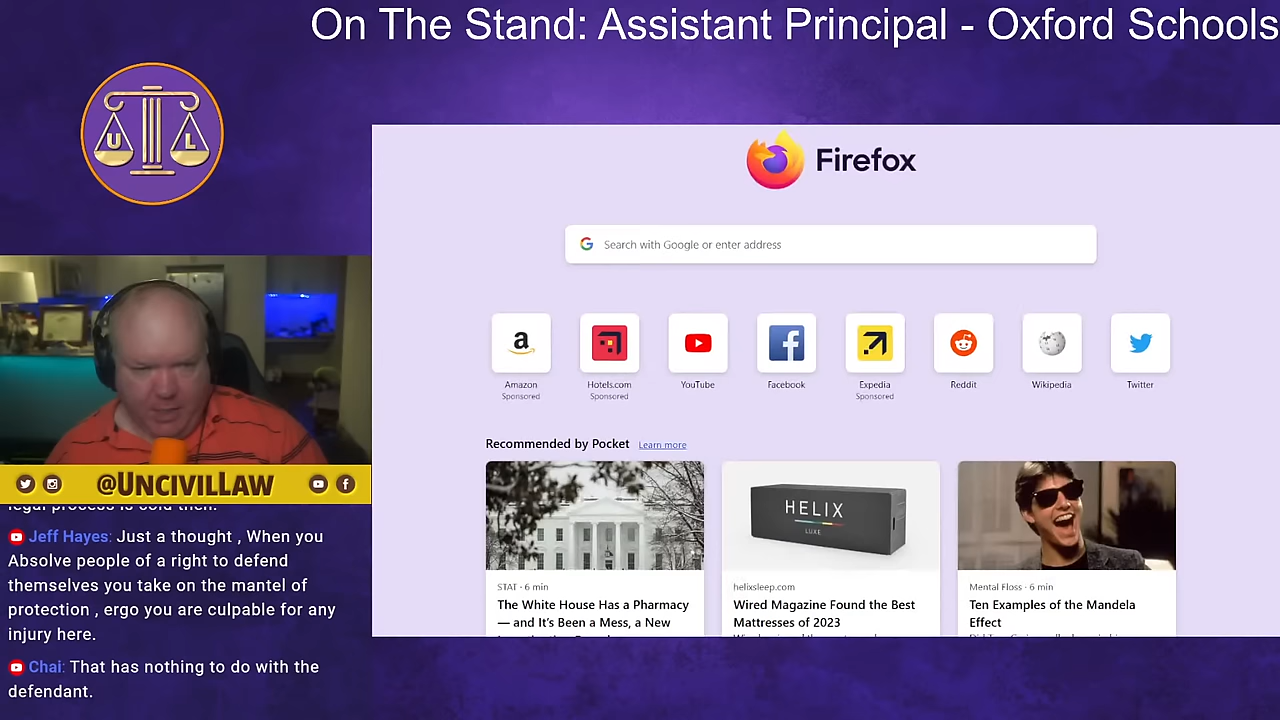 On The Stand: Assistant Principal - Oxford Schools
U L
Firefox
Search with Google or enter address
a
Amazon
Sponsored
Hotels.com
Sponsored
YouTube
Facebook
Expedia
Sponsored
Reddit
Wikipedia
Twitter
Recommended by Pocket Learn more
HELIX
LUXE
STAT · 6 min
The White House Has a Pharmacy
— and It's Been a Mess, a New
helixsleep.com
Wired Magazine Found the Best
Mattresses of 2023
Mental Floss · 6 min
Ten Examples of the Mandela
Effect
@UNCIVILLAW
legal process is cold then.
Jeff Hayes: Just a thought , When you
Absolve people of a right to defend
themselves you take on the mantel of
protection , ergo you are culpable for any
injury here.
Chai: That has nothing to do with the
defendant.